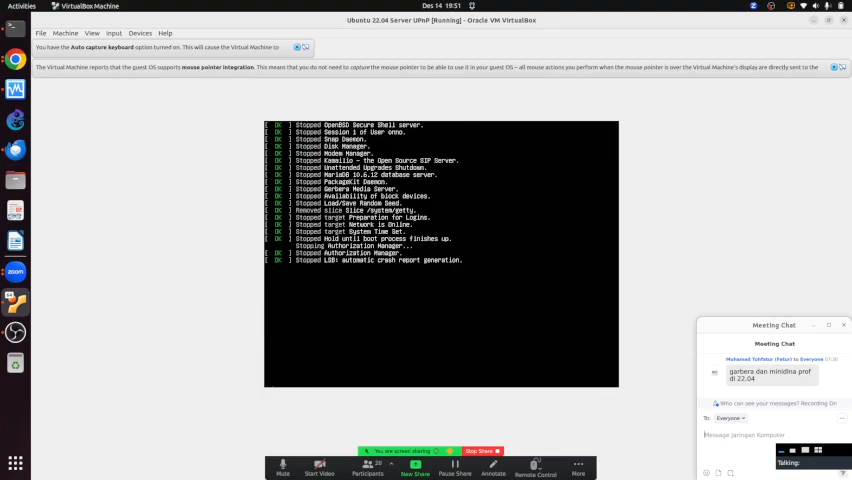 Activities
VirtualBox Machine
Des 14 19:51
Ubuntu 22.04 Server UPnP [Running] - Oracle VM VirtualBox
File Machine View Input Devices Help
You have the Auto capture keyboard option turned on. This will cause the Virtual Machine to
The Virtual Machine reports that the guest OS supports mouse pointer integration. This means that you do not need to capture the mouse pointer to be able to use it in your guest OS – all mouse actions you perform when the mouse pointer is over the Virtual Machine's display are directly sent to the
[ OK ] Stopped OpenBSD Secure Shell server.
[ OK ] Stopped Session 1 of User onno.
[ OK ] Stopped Snap Daemon.
[ OK ] Stopped Disk Manager.
[ OK ] Stopped Modem Manager.
[ OK ] Stopped Kamailio - the Open Source SIP Server.
[ OK ] Stopped Unattended Upgrades Shutdown.
[ OK ] Stopped MariaDB 10.6.12 database server.
[ OK ] Stopped PackageKit Daemon.
[ OK ] Stopped Gerbera Media Server.
[ OK ] Stopped Availability of block devices.
[ OK ] Stopped Load/Save Random Seed.
[ OK ] Removed slice Slice /system/getty.
[ OK ] Stopped target Preparation for Logins.
[ OK ] Stopped target Network is Online.
[ OK ] Stopped target System Time Set.
[ OK ] Stopped Hold until boot process finishes up.
Stopping Authorization Manager...
[ OK ] Stopped Authorization Manager.
[ OK ] Stopped LSB: automatic crash report generation.
Meeting Chat
Meeting Chat
Muhamad Tuhfatur (Fatur) to Everyone 07:30
garbera dan minidlna prof
di 22.04
Who can see your messages? Recording On
To: Everyone
Message Jaringan Komputer
Talking:
You are screen sharing
Stop Share
Mute
Start Video
20
Participants
New Share
Pause Share
Annotate
Remote Control
More
zoom